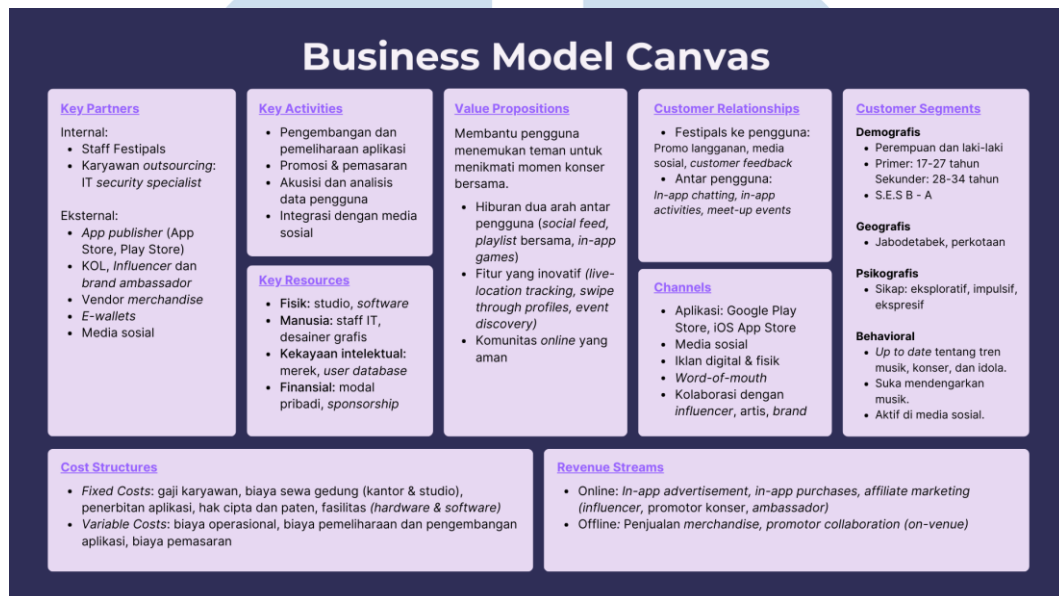 Business Model Canvas
Key Partners
Internal:
• Staff Festipals
• Karyawan outsourcing:
IT security specialist
Eksternal:
• App publisher (App
Store, Play Store)
• KOL, Influencer dan
brand ambassador
• Vendor merchandise
• E-wallets
• Media sosial
Key Activities
• Pengembangan dan
pemeliharaan aplikasi
• Promosi & pemasaran
• Akusisi dan analisis
data pengguna
• Integrasi dengan media
sosial
Key Resources
• Fisik: studio, software
• Manusia: staff IT,
desainer grafis
• Kekayaan intelektual:
merek, user database
• Finansial: modal
pribadi, sponsorship
Value Propositions
Membantu pengguna
menemukan teman untuk
menikmati momen konser
bersama.
• Hiburan dua arah antar
pengguna (social feed,
playlist bersama, in-app
games)
• Fitur yang inovatif (live-
location tracking, swipe
through profiles, event
discovery)
• Komunitas online yang
aman
Customer Relationships
• Festipals ke pengguna:
Promo langganan, media
sosial, customer feedback
• Antar pengguna:
In-app chatting, in-app
activities, meet-up events
Channels
• Aplikasi: Google Play
Store, iOS App Store
• Media sosial
• Iklan digital & fisik
• Word-of-mouth
• Kolaborasi dengan
influencer, artis, brand
Customer Segments
Demografis
• Perempuan dan laki-laki
• Primer: 17-27 tahun
Sekunder: 28-34 tahun
• S.E.S B - A
Geografis
• Jabodetabek, perkotaan
Psikografis
• Sikap: eksploratif, impulsif,
ekspresif
Behavioral
• Up to date tentang tren
musik, konser, dan idola.
• Suka mendengarkan
musik.
• Aktif di media sosial.
Cost Structures
• Fixed Costs: gaji karyawan, biaya sewa gedung (kantor & studio),
penerbitan aplikasi, hak cipta dan paten, fasilitas (hardware & software)
• Variable Costs: biaya operasional, biaya pemeliharaan dan pengembangan
aplikasi, biaya pemasaran
Revenue Streams
• Online: In-app advertisement, in-app purchases, affiliate marketing
(influencer, promotor konser, ambasador)
• Offline: Penjualan merchandise, promotor collaboration (on-venue)